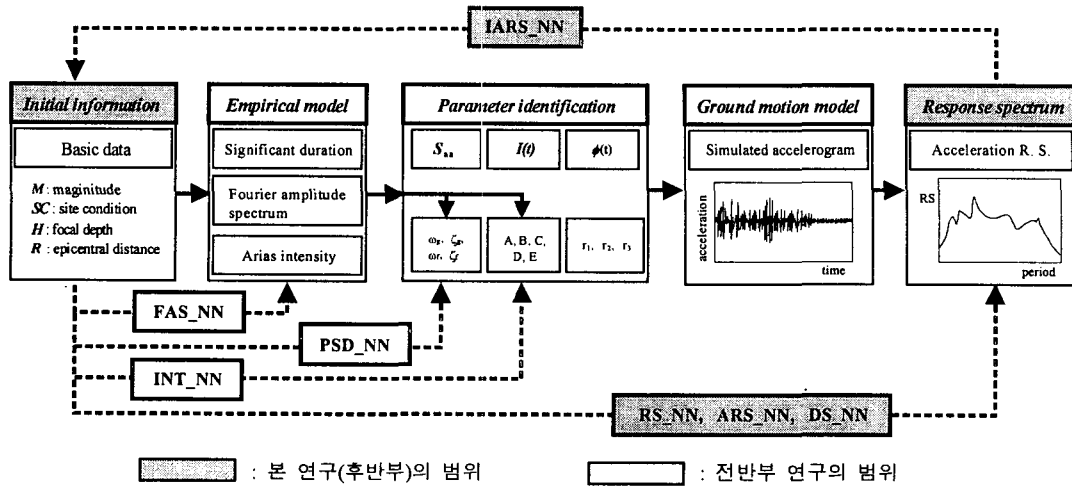 IARS_NN
Initial information
Basic data
M : maginitude
SC : site condition
H : focal depth
R : epicentral distance
Empirical model
Significant duration
Fourier amplitude
spectrum
Arias intensity
Parameter identification
Sаа
I(t)
ϕ(t)
ωg, ζg,
ωf, ζf
A, B, C,
D, E
r₁, r₂, r₃
Ground motion model
Simulated accelerogram
acceleration
time
Response spectrum
Acceleration R. S.
RS
period
FAS_NN
PSD_NN
INT_NN
RS_NN, ARS_NN, DS_NN
: 본 연구(후반부)의 범위
: 전반부 연구의 범위